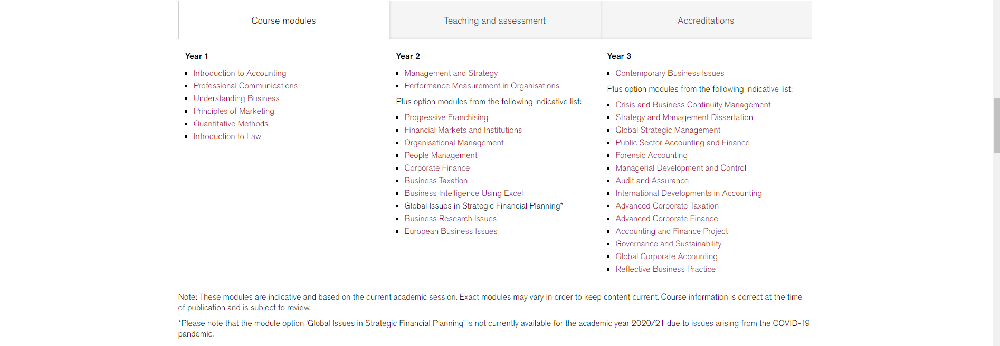 Course modules
Teaching and assessment
Accreditations
Year 1
Introduction to Accounting
Professional Communications
Understanding Business
Principles of Marketing
Quantitative Methods
Introduction to Law
Year 2
Management and Strategy
Performance Measurement in Organisations
Plus option modules from the following indicative list:
Progressive Franchising
Financial Markets and Institutions
Organisational Management
People Management
Corporate Finance
Business Taxation
Business Intelligence Using Excel
Global Issues in Strategic Financial Planning*
Business Research Issues
European Business Issues
Year 3
Contemporary Business Issues
Plus option modules from the following indicative list:
Crisis and Business Continuity Management
Strategy and Management Dissertation
Global Strategic Management
Public Sector Accounting and Finance
Forensic Accounting
Managerial Development and Control
Audit and Assurance
International Developments in Accounting
Advanced Corporate Taxation
Advanced Corporate Finance
Accounting and Finance Project
Governance and Sustainability
Global Corporate Accounting
Reflective Business Practice
Note: These modules are indicative and based on the current academic session. Exact modules may vary in order to keep content current. Course information is correct at the time
of publication and is subject to review.
*Please note that the module option ‘Global Issues in Strategic Financial Planning’ is not currently available for the academic year 2020/21 due to issues arising from the COVID-19
pandemic.